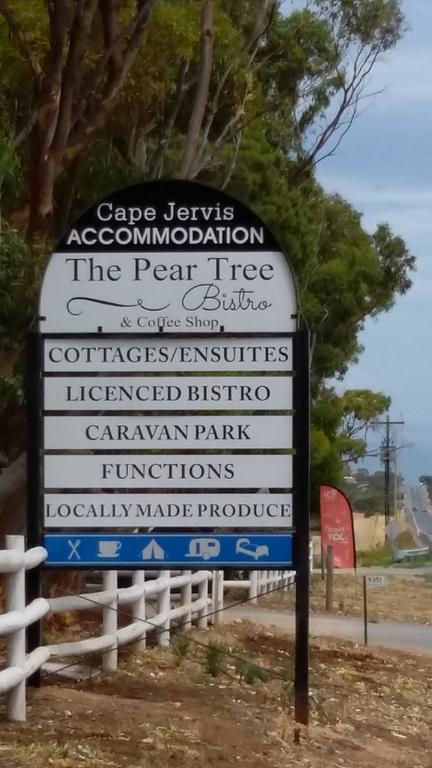 Cape Jervis
ACCOMMODATION
The Pear Tree
Bistro
& Coffee Shop
COTTAGES/ENSUITES
LICENCED BISTRO
CARAVAN PARK
FUNCTIONS
LOCALLY MADE PRODUCE